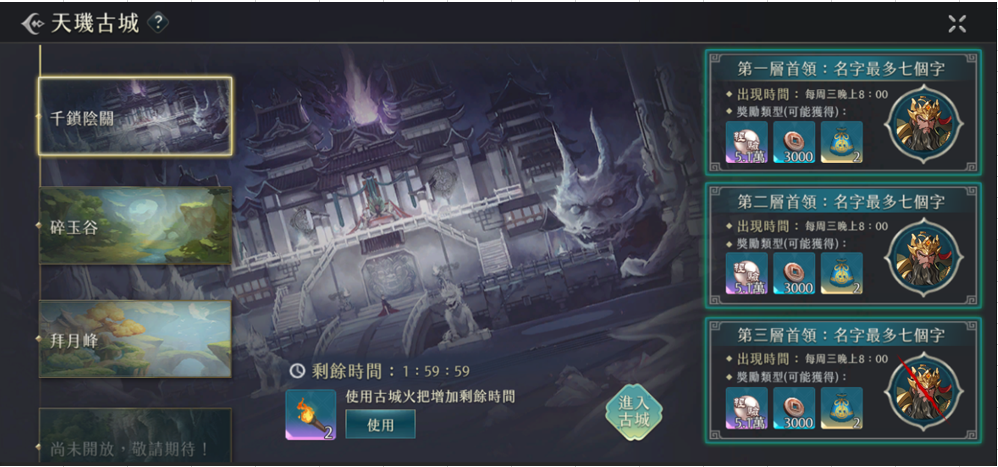 天璣古城 ?
千鎖陰關
碎玉谷
拜月峰
尚未開放，敬請期待！
剩餘時間：1：59：59
使用古城火把增加剩餘時間
2
使用
進入
古城
第一層首領：名字最多七個字
出現時間：每周三晚上8：00
獎勵類型(可能獲得)：
5.1萬 3000 2
第二層首領：名字最多七個字
出現時間：每周三晚上8：00
獎勵類型(可能獲得)：
5.1萬 3000 2
第三層首領：名字最多七個字
出現時間：每周三晚上8：00
獎勵類型(可能獲得)：
5.1萬 3000 2